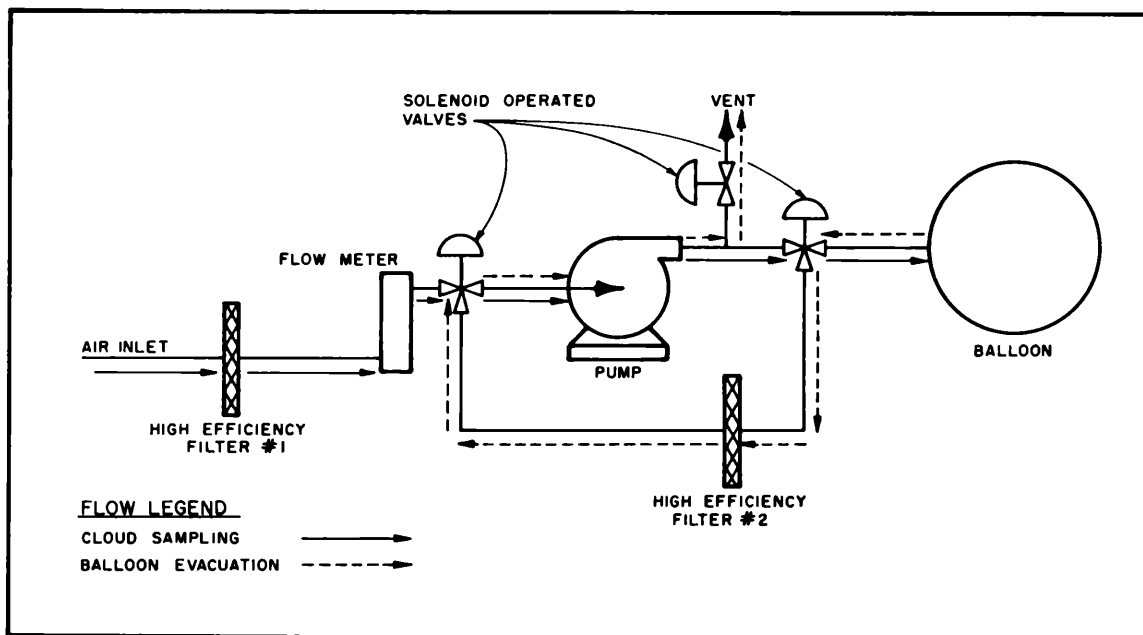 SOLENOID OPERATED
VALVES
VENT
FLOW METER
AIR INLET
PUMP
BALLOON
HIGH EFFICIENCY
FILTER #1
HIGH EFFICIENCY
FILTER #2
FLOW LEGEND
CLOUD SAMPLING
BALLOON EVACUATION